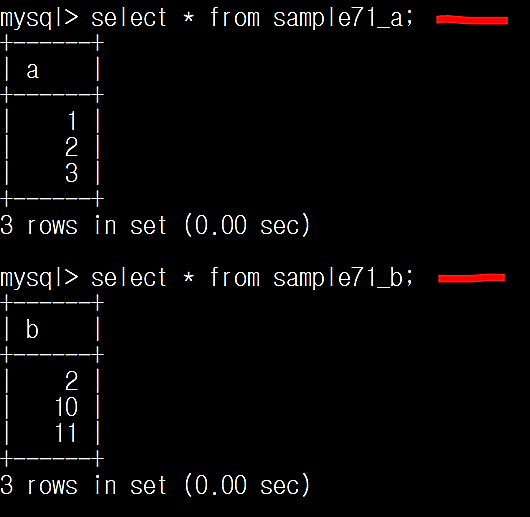 mysql> select * from sample71_a;
+------+
| a    |
+------+
|    1 |
|    2 |
|    3 |
+------+
3 rows in set (0.00 sec)
mysql> select * from sample71_b;
+------+
| b    |
+------+
|    2 |
|   10 |
|   11 |
+------+
3 rows in set (0.00 sec)